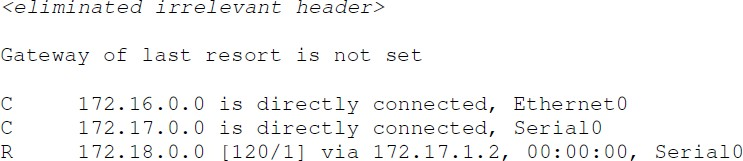 <eliminated irrelevant header>
Gateway of last resort is not set
C 172.16.0.0 is directly connected, Ethernet0
C 172.17.0.0 is directly connected, Serial0
R 172.18.0.0 [120/1] via 172.17.1.2, 00:00:00, Serial0